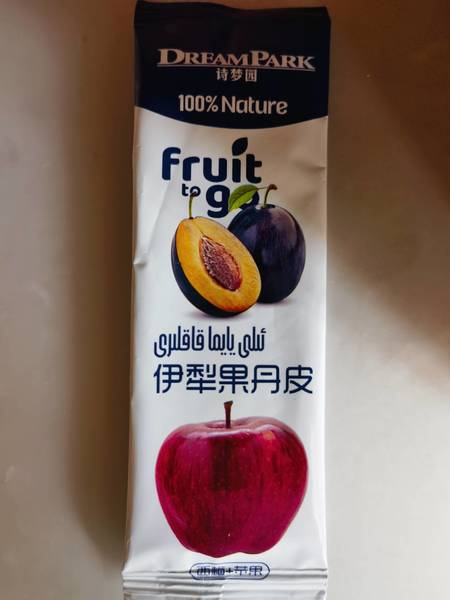 DREAMPARK
诗梦园
100% Nature
fruit
to go
ئىلى يايما قاقلىرى
伊犁果丹皮
西梅+苹果